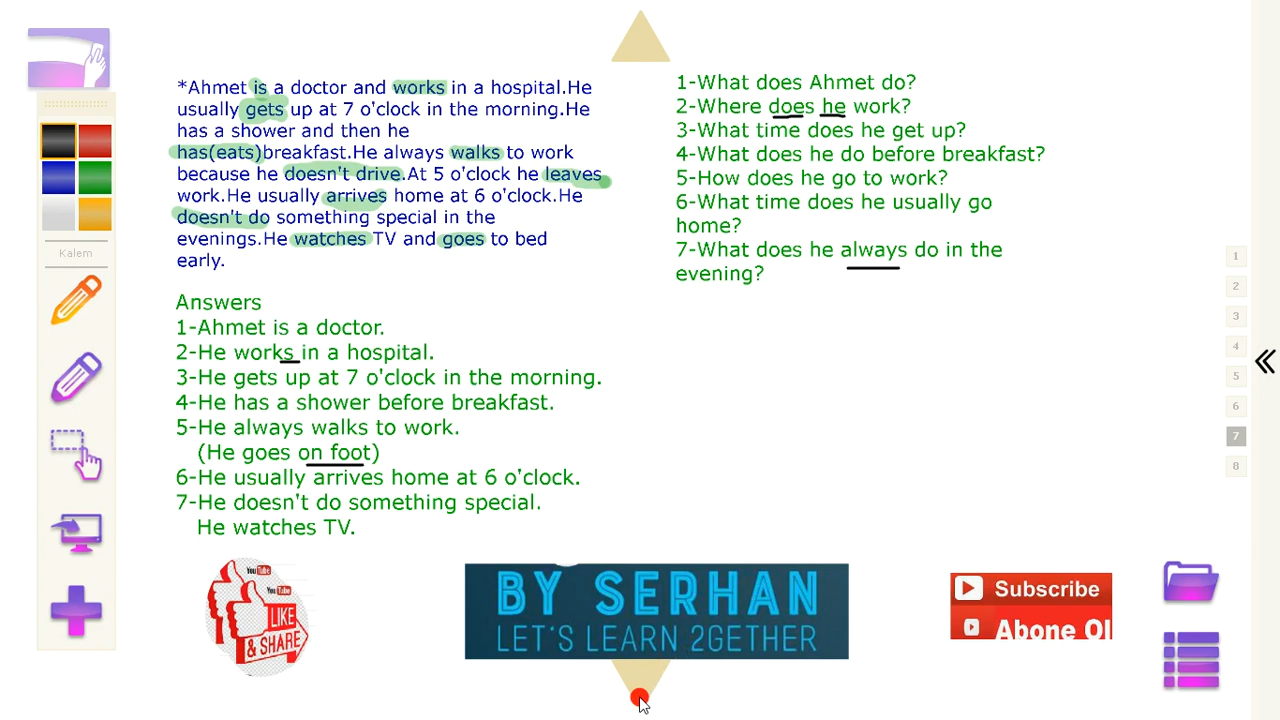 *Ahmet is a doctor and works in a hospital.He
usually gets up at 7 o'clock in the morning.He
has a shower and then he
has(eats)breakfast.He always walks to work
because he doesn't drive.At 5 o'clock he leaves
work.He usually arrives home at 6 o'clock.He
doesn't do something special in the
evenings.He watches TV and goes to bed
early.
1-What does Ahmet do?
2-Where does he work?
3-What time does he get up?
4-What does he do before breakfast?
5-How does he go to work?
6-What time does he usually go
home?
7-What does he always do in the
evening?
Answers
1-Ahmet is a doctor.
2-He works in a hospital.
3-He gets up at 7 o'clock in the morning.
4-He has a shower before breakfast.
5-He always walks to work.
(He goes on foot)
6-He usually arrives home at 6 o'clock.
7-He doesn't do something special.
He watches TV.
Kalem
1
2
3
4
5
6
7
8
You Tube
You Tube
LIKE
& SHARE
BY SERHAN
LET'S LEARN 2GETHER
Subscribe
Abone Ol